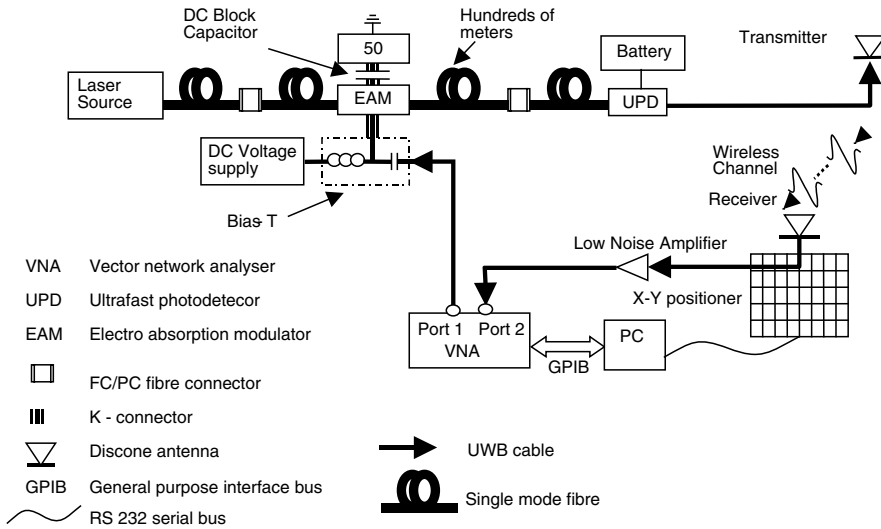 DC Block
Capacitor
Hundreds of
meters
50
Battery
Transmitter
Laser
Source
EAM
UPD
DC Voltage
supply
Wireless
Channel
Receiver
Bias-T
Low Noise Amplifier
X-Y positioner
Port 1 Port 2
VNA
GPIB
PC
VNA Vector network analyser
UPD Ultrafast photodetecor
EAM Electro absorption modulator
FC/PC fibre connector
K - connector
Discone antenna
GPIB General purpose interface bus
RS 232 serial bus
UWB cable
Single mode fibre